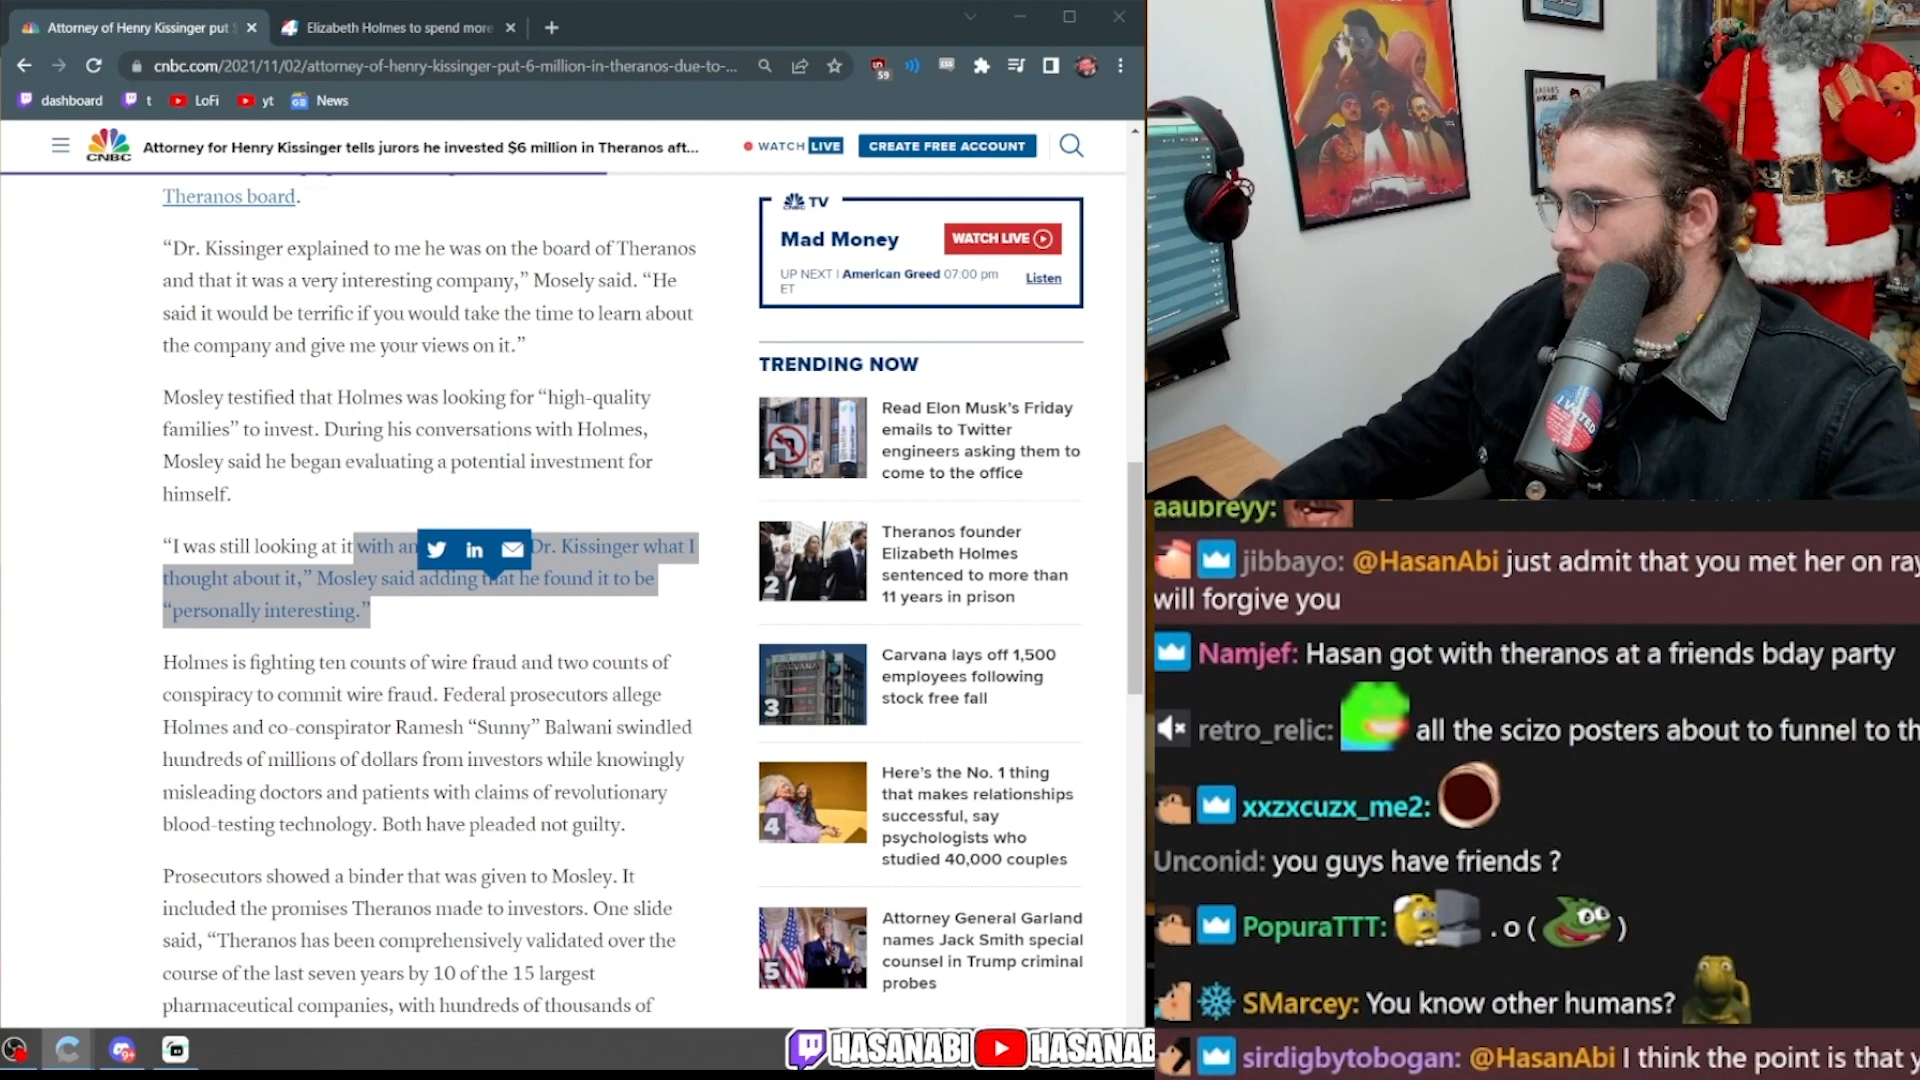 Attorney of Henry Kissinger put
Elizabeth Holmes to spend more
cnbc.com/2021/11/02/attorney-of-henry-kissinger-put-6-million-in-theranos-due-to-...
59
dashboard
t
LoFi
yt
News
CNBC
Attorney for Henry Kissinger tells jurors he invested $6 million in Theranos aft...
WATCH LIVE
CREATE FREE ACCOUNT
Theranos board.
“Dr. Kissinger explained to me he was on the board of Theranos
and that it was a very interesting company,” Mosely said. “He
said it would be terrific if you would take the time to learn about
the company and give me your views on it.”
Mosley testified that Holmes was looking for “high-quality
families” to invest. During his conversations with Holmes,
Mosley said he began evaluating a potential investment for
himself.
“I was still looking at it with an Dr. Kissinger what I
thought about it,” Mosley said adding that he found it to be
“personally interesting.”
Holmes is fighting ten counts of wire fraud and two counts of
conspiracy to commit wire fraud. Federal prosecutors allege
Holmes and co-conspirator Ramesh “Sunny” Balwani swindled
hundreds of millions of dollars from investors while knowingly
misleading doctors and patients with claims of revolutionary
blood-testing technology. Both have pleaded not guilty.
Prosecutors showed a binder that was given to Mosley. It
included the promises Theranos made to investors. One slide
said, “Theranos has been comprehensively validated over the
course of the last seven years by 10 of the 15 largest
pharmaceutical companies, with hundreds of thousands of
CNBC TV
Mad Money
WATCH LIVE
UP NEXT | American Greed 07:00 pm
ET
Listen
TRENDING NOW
1
Read Elon Musk’s Friday
emails to Twitter
engineers asking them to
come to the office
2
Theranos founder
Elizabeth Holmes
sentenced to more than
11 years in prison
3
Carvana lays off 1,500
employees following
stock free fall
4
Here’s the No. 1 thing
that makes relationships
successful, say
psychologists who
studied 40,000 couples
5
Attorney General Garland
names Jack Smith special
counsel in Trump criminal
probes
HASANABI
HASANAB
I VOTED
aaubreyy:
jibbayo: @HasanAbi just admit that you met her on ray
will forgive you
Namjef: Hasan got with theranos at a friends bday party
retro_relic: all the scizo posters about to funnel to th
xxzxcuzx_me2:
Unconid: you guys have friends ?
PopuraTTT: . o ( )
SMarcey: You know other humans?
sirdigbytobogan: @HasanAbi I think the point is that y